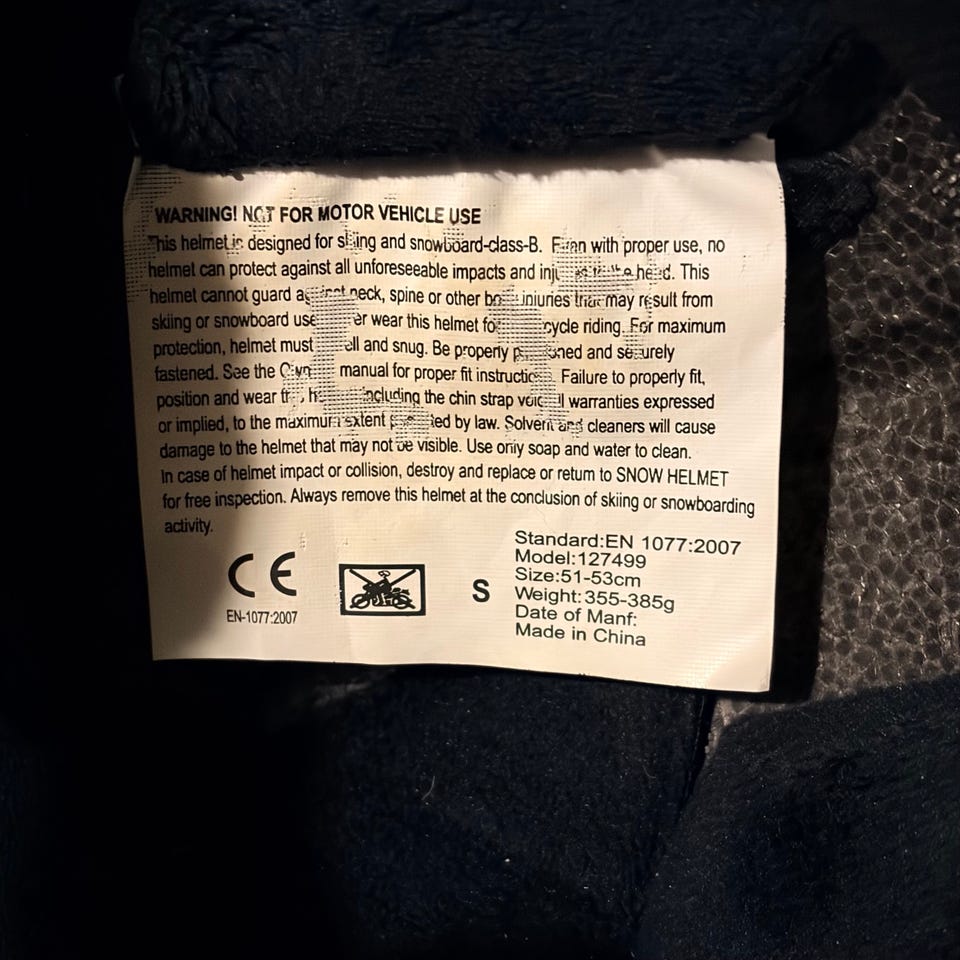 WARNING! NOT FOR MOTOR VEHICLE USE
This helmet is designed for skiing and snowboard-class-B. Even with proper use, no
helmet can protect against all unforeseeable impacts and to the head. This
helmet cannot guard against neck, spine or other injuries that may result from
skiing or snowboard use wear this helmet for cycle riding. For maximum
protection, helmet must and snug. Be properly and securely
fastened. See the manual for proper fit Failure to properly fit,
position and wear including the chin strap warranties expressed
or implied, to the maximum extent by law. Solvent and cleaners will cause
damage to the helmet that may not be visible. Use only soap and water to clean.
In case of helmet impact or collision, destroy and replace or return to SNOW HELMET
for free inspection. Always remove this helmet at the conclusion of skiing or snowboarding
activity.
CE
EN-1077:2007
S
Standard:EN 1077:2007
Model:127499
Size:51-53cm
Weight:355-385g
Date of Manf:
Made in China